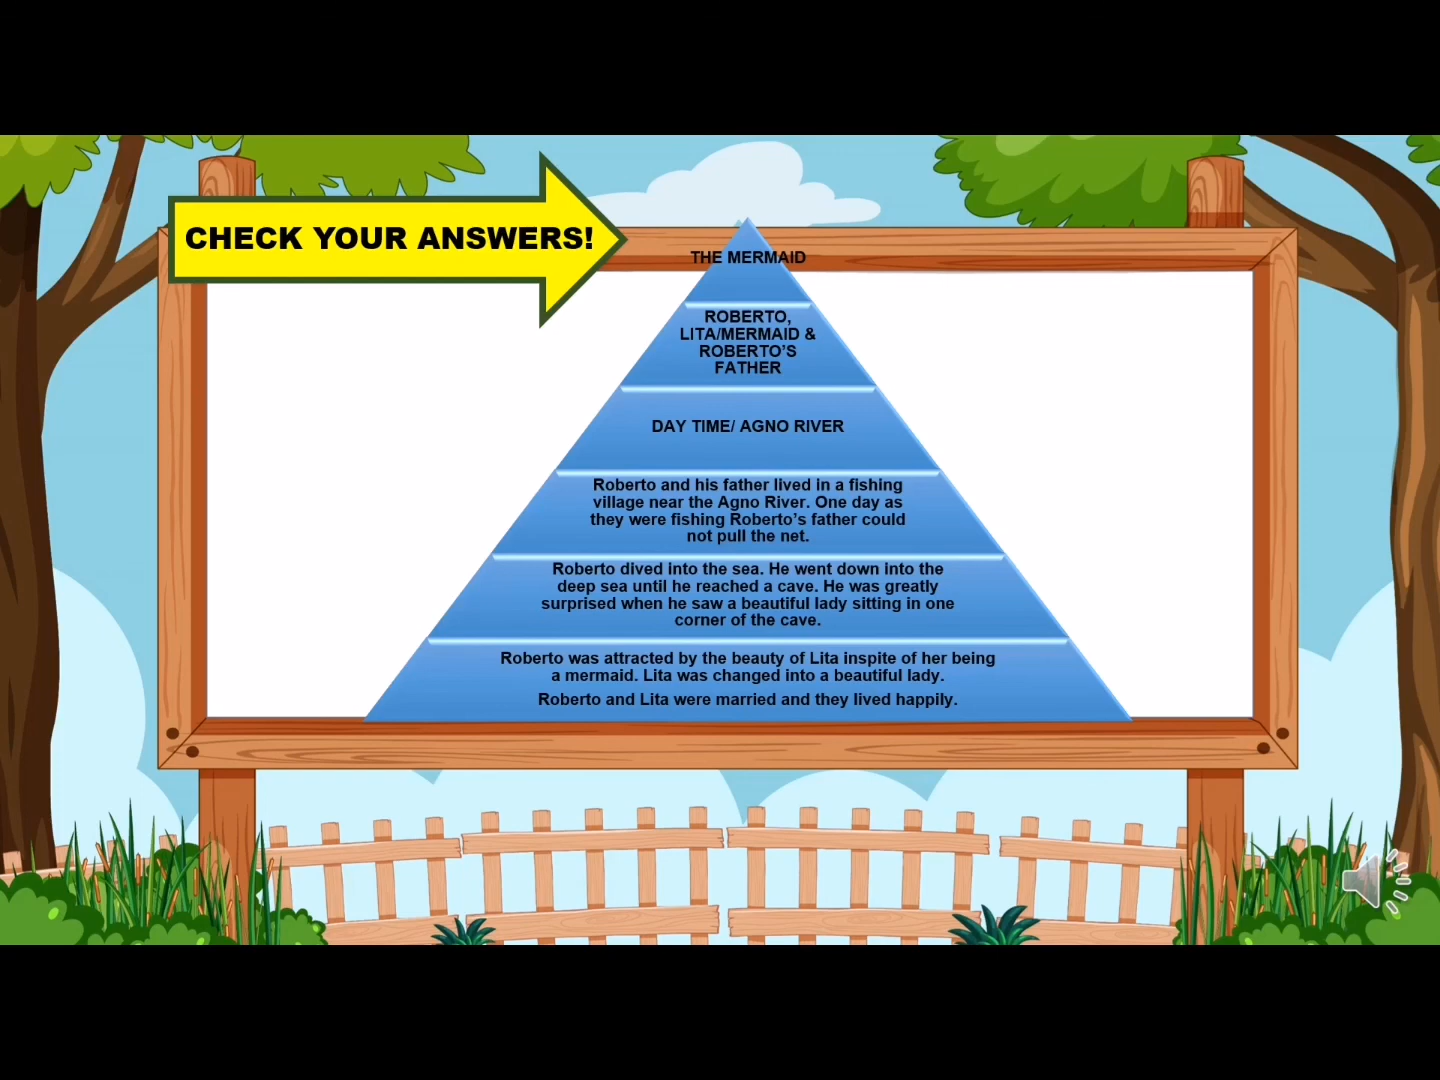 CHECK YOUR ANSWERS!
THE MERMAID
ROBERTO,
LITA/MERMAID &
ROBERTO'S
FATHER
DAY TIME/ AGNO RIVER
Roberto and his father lived in a fishing
village near the Agno River. One day as
they were fishing Roberto's father could
not pull the net.
Roberto dived into the sea. He went down into the
deep sea until he reached a cave. He was greatly
surprised when he saw a beautiful lady sitting in one
corner of the cave.
Roberto was attracted by the beauty of Lita inspite of her being
a mermaid. Lita was changed into a beautiful lady.
Roberto and Lita were married and they lived happily.